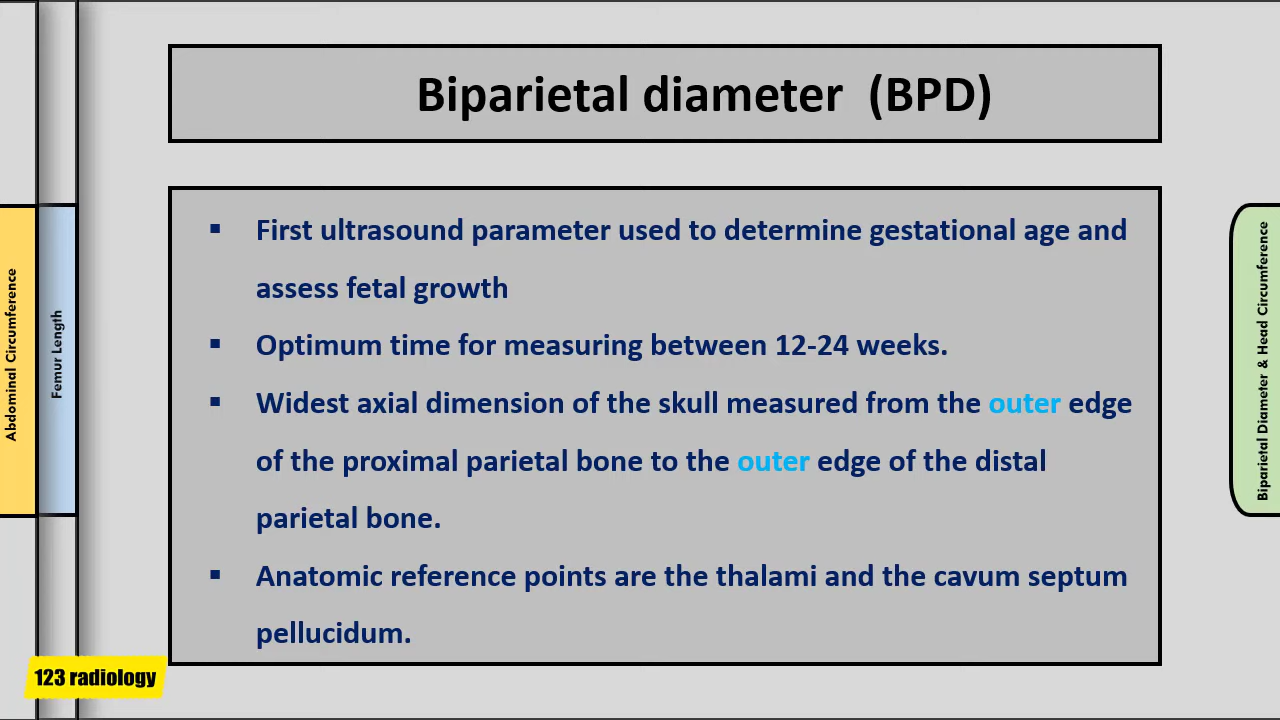 Biparietal diameter (BPD)
▪ First ultrasound parameter used to determine gestational age and
assess fetal growth
▪ Optimum time for measuring between 12-24 weeks.
▪ Widest axial dimension of the skull measured from the outer edge
of the proximal parietal bone to the outer edge of the distal
parietal bone.
▪ Anatomic reference points are the thalami and the cavum septum
pellucidum.
Abdominal Circumference
Femur Length
Biparietal Diameter & Head Circumference
123 radiology